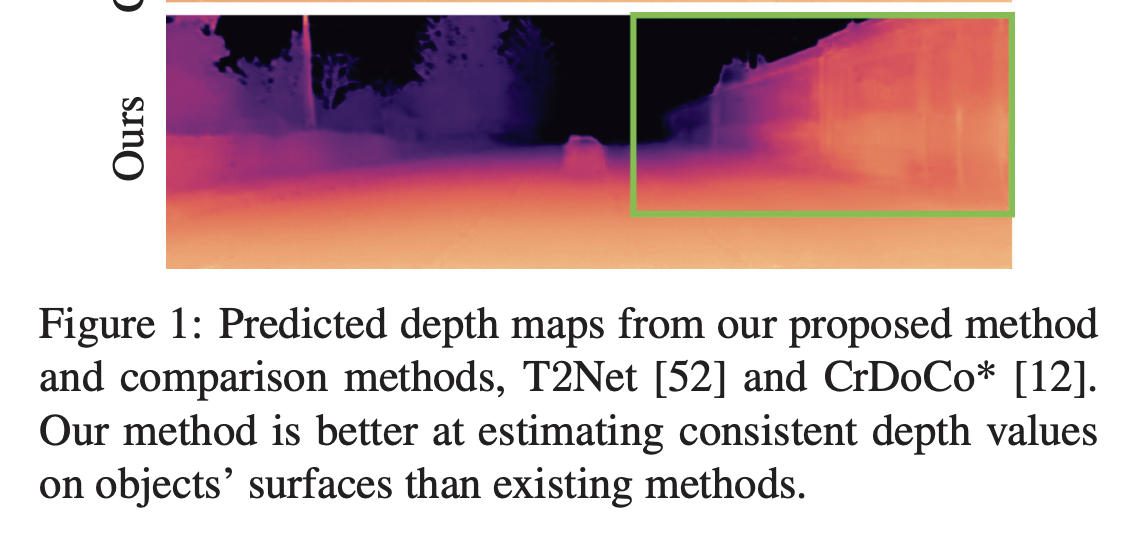 Ours
Figure 1: Predicted depth maps from our proposed method
and comparison methods, T2Net [52] and CrDoCo* [12].
Our method is better at estimating consistent depth values
on objects’ surfaces than existing methods.